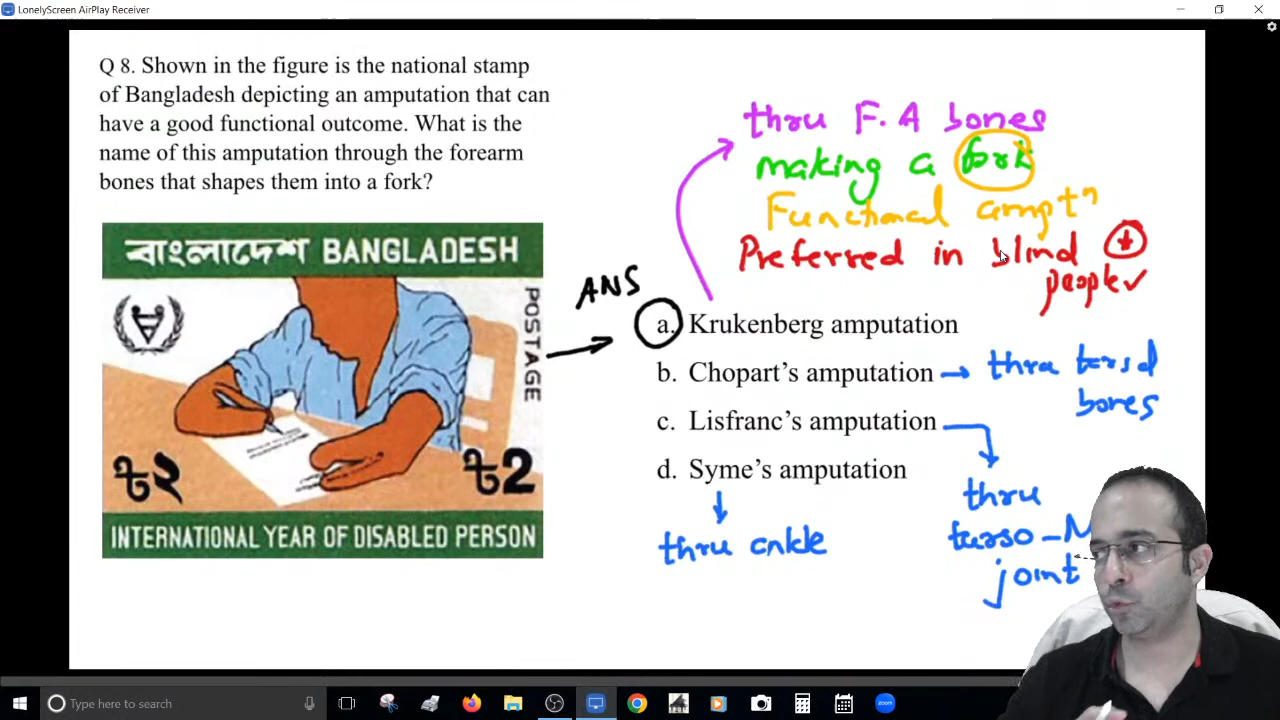 LonelyScreen AirPlay Receiver
Q 8. Shown in the figure is the national stamp
of Bangladesh depicting an amputation that can
have a good functional outcome. What is the
name of this amputation through the forearm
bones that shapes them into a fork?
thru F.A bones
making a fork
Functional amptn
Preferred in blind
people
বাংলাদেশ BANGLADESH
POSTAGE
৳২
৳2
INTERNATIONAL YEAR OF DISABLED PERSON
ANS
a. Krukenberg amputation
b. Chopart's amputation
thru tarsal
bones
c. Lisfranc's amputation
thru
tarso-M
joint
d. Syme's amputation
thru ankle
Type here to search
zoom